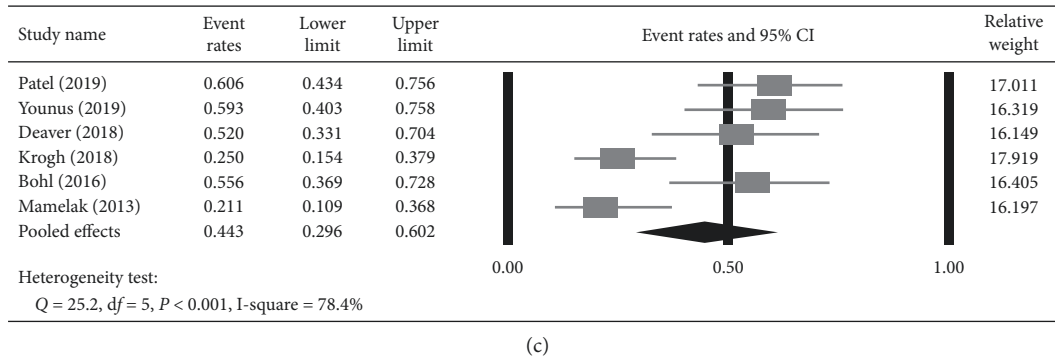 Study name Event rates Lower limit Upper limit Event rates and 95% CI Relative weight
Patel (2019) 0.606 0.434 0.756 17.011
Younus (2019) 0.593 0.403 0.758 16.319
Deaver (2018) 0.520 0.331 0.704 16.149
Krogh (2018) 0.250 0.154 0.379 17.919
Bohl (2016) 0.556 0.369 0.728 16.405
Mamelak (2013) 0.211 0.109 0.368 16.197
Pooled effects 0.443 0.296 0.602
0.00 0.50 1.00
Heterogeneity test:
Q = 25.2, df = 5, P < 0.001, I-square = 78.4%
(c)